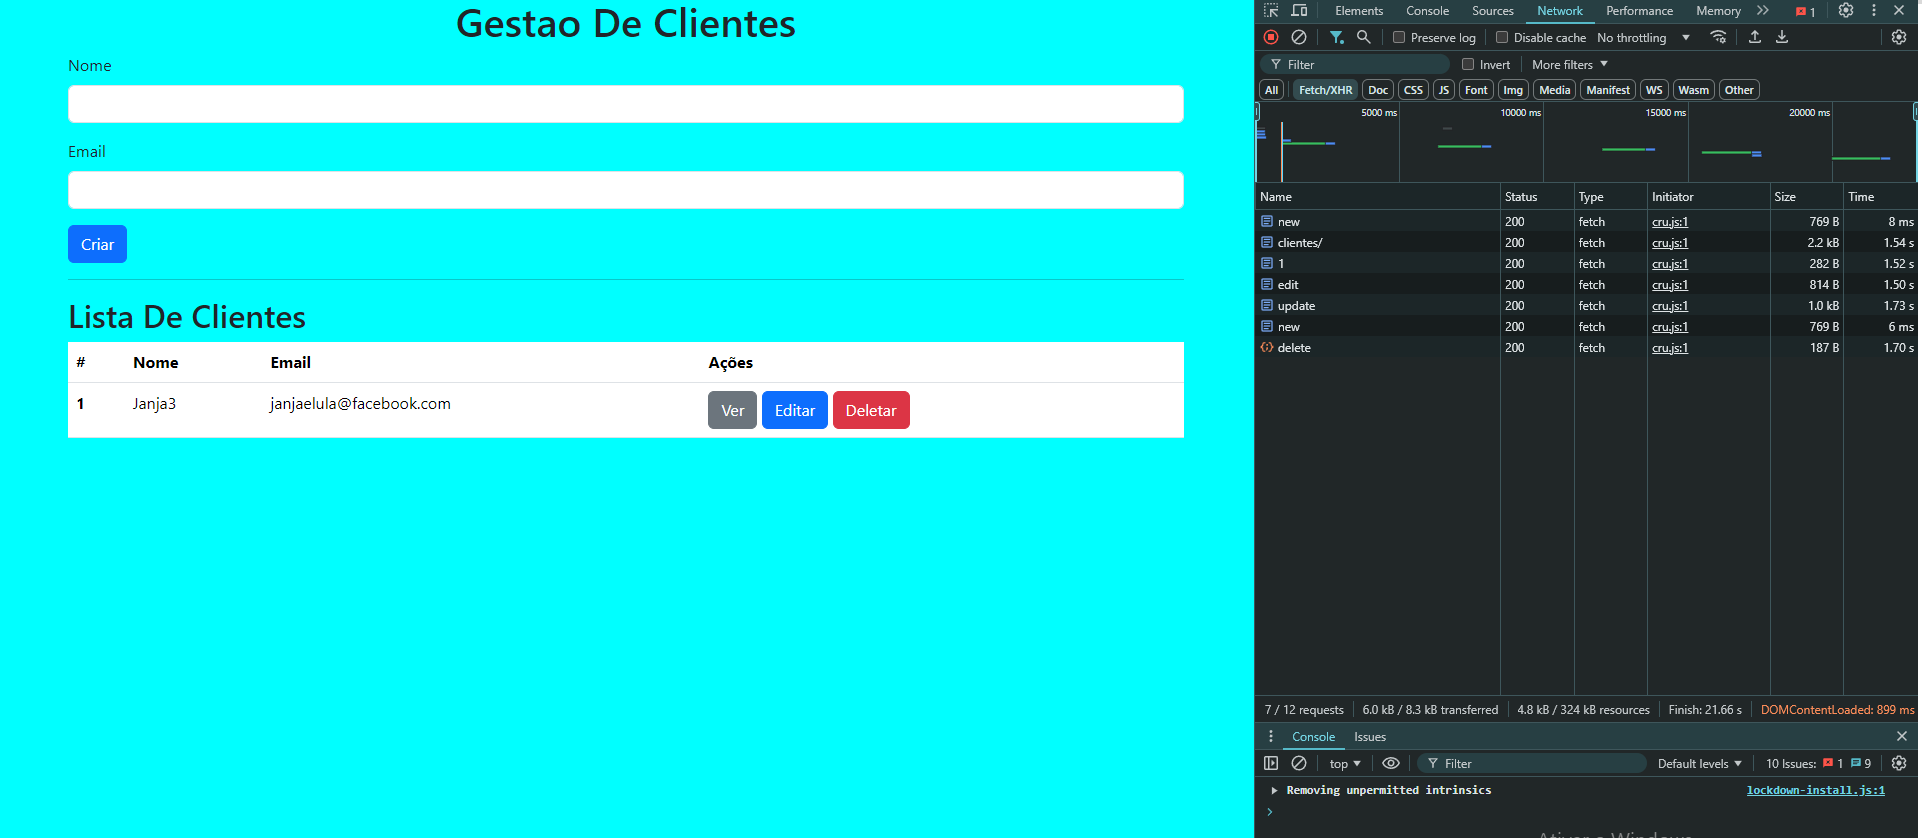 Gestao De Clientes
Nome
Email
Criar
Lista De Clientes
# Nome Email Ações
1 Janja3 janjaelula@facebook.com Ver Editar Deletar
Elements Console Sources Network Performance Memory 1
Preserve log Disable cache No throttling
Filter Invert More filters
All Fetch/XHR Doc CSS JS Font Img Media Manifest WS Wasm Other
5000 ms 10000 ms 15000 ms 20000 ms
Name Status Type Initiator Size Time
new 200 fetch cru.js:1 769 B 8 ms
clientes/ 200 fetch cru.js:1 2.2 kB 1.54 s
1 200 fetch cru.js:1 282 B 1.52 s
edit 200 fetch cru.js:1 814 B 1.50 s
update 200 fetch cru.js:1 1.0 kB 1.73 s
new 200 fetch cru.js:1 769 B 6 ms
delete 200 fetch cru.js:1 187 B 1.70 s
7 / 12 requests 6.0 kB / 8.3 kB transferred 4.8 kB / 324 kB resources Finish: 21.66 s DOMContentLoaded: 899 ms
Console Issues
top Filter Default levels 10 Issues: 1 9
Removing unpermitted intrinsics lockdown-install.js:1
Ativar o Windows